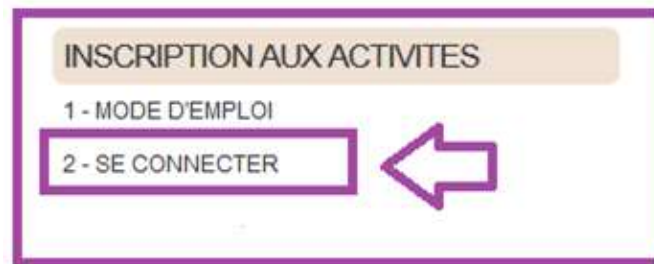 INSCRIPTION AUX ACTIVITES
1 - MODE D'EMPLOI
2 - SE CONNECTER